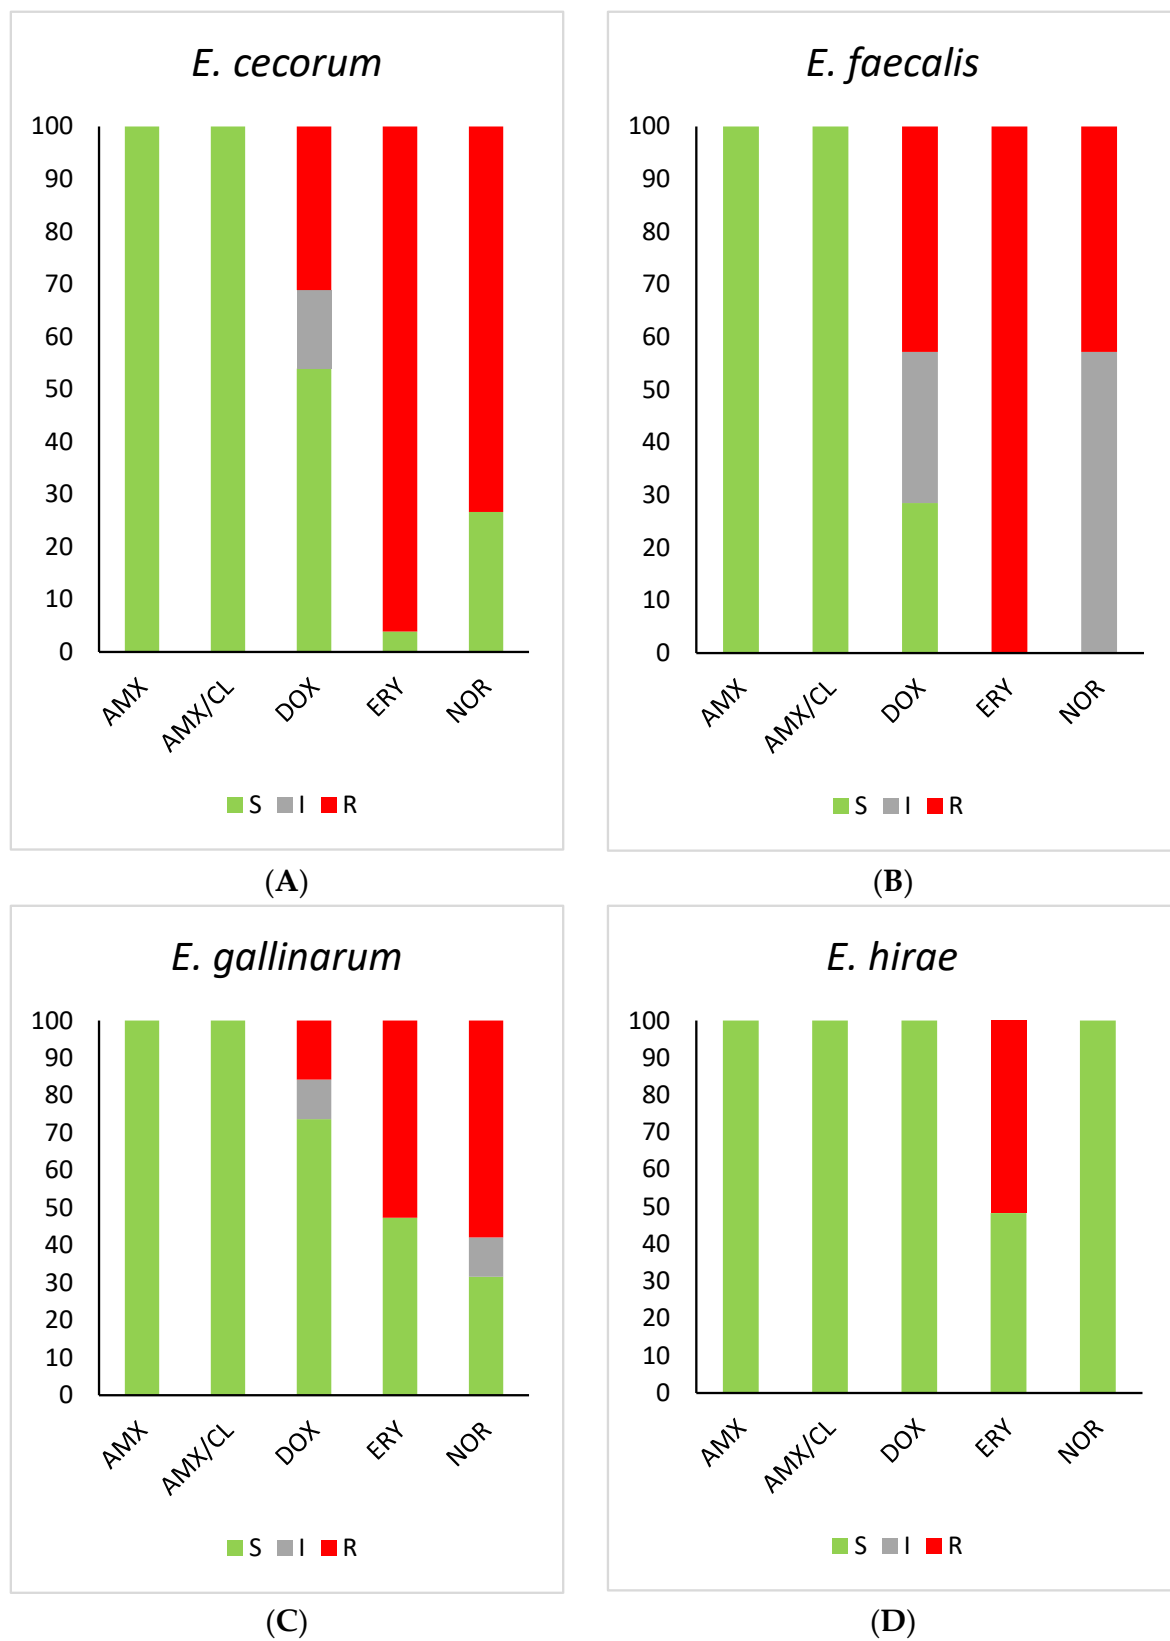 E. cecorum
100
90
80
70
60
50
40
30
20
10
0
AMX
AMX/CL
DOX
ERY
NOR
S I R
(A)
E. faecalis
100
90
80
70
60
50
40
30
20
10
0
AMX
AMX/CL
DOX
ERY
NOR
S I R
(B)
E. gallinarum
100
90
80
70
60
50
40
30
20
10
0
AMX
AMX/CL
DOX
ERY
NOR
S I R
(C)
E. hirae
100
90
80
70
60
50
40
30
20
10
0
AMX
AMX/CL
DOX
ERY
NOR
S I R
(D)